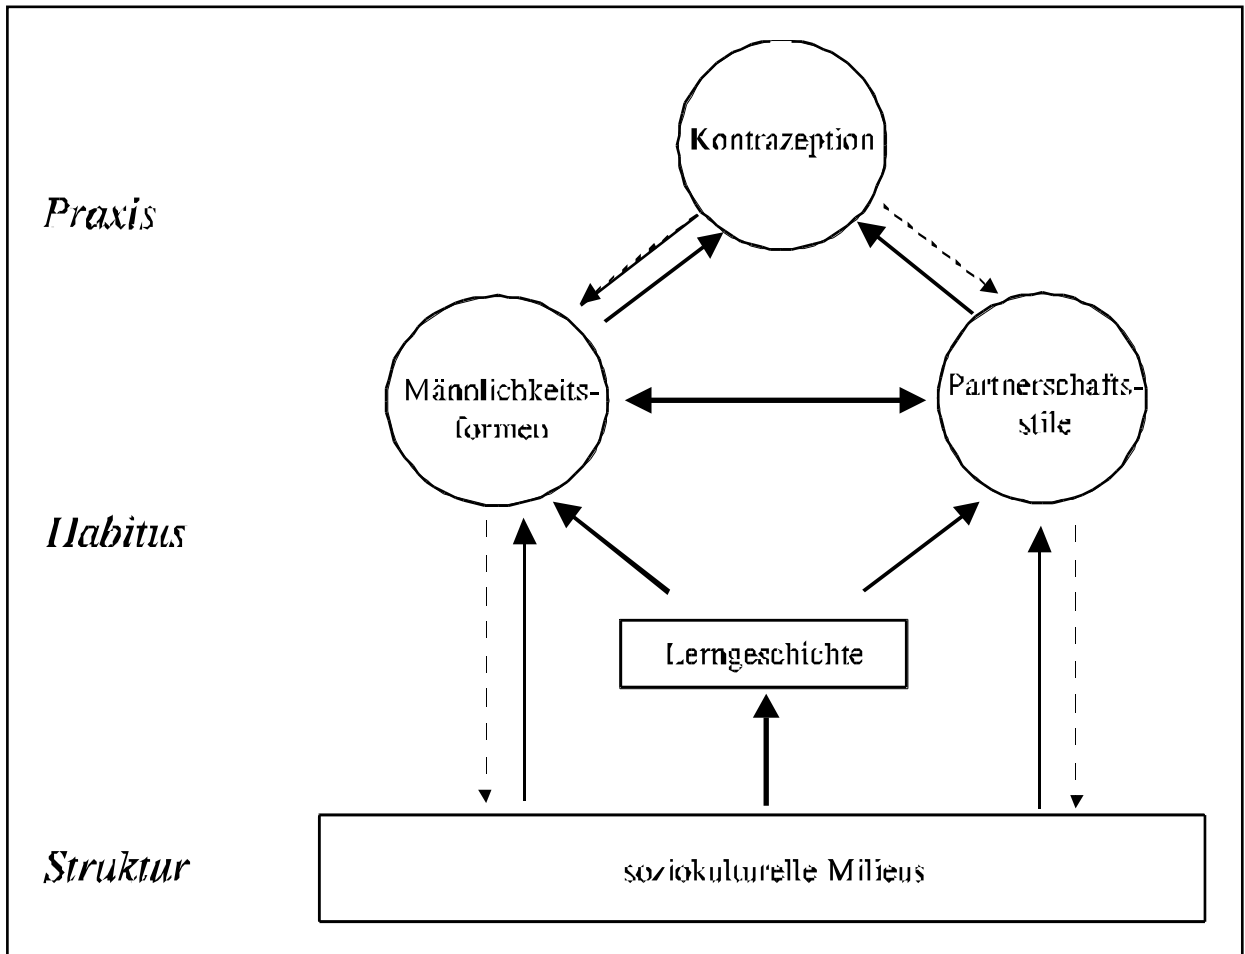 Kontrazeption
Praxis
Männlichkeits-
formen
Partnerschafts-
stile
Habitus
Lerngeschichte
Struktur
soziokulturelle Milieus